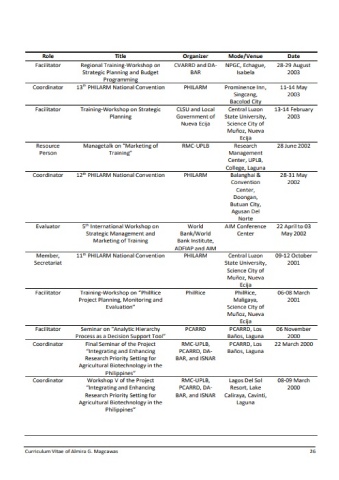 Role Title Organizer Mode/Venue Date
Facilitator Regional Training-Workshop on CVARRD and DA- NPGC, Echague, 28-29 August
Strategic Planning and Budget BAR Isabela 2003
Programming
Coordinator 13th PHILARM National Convention PHILARM Prominence Inn, 11-14 May
Singcang, 2003
Bacolod City
Facilitator Training-Workshop on Strategic CLSU and Local Central Luzon 13-14 February
Planning Government of State University, 2003
Nueva Ecija Science City of
Muñoz, Nueva
Ecija
Resource Managetalk on "Marketing of RMC-UPLB Research 28 June 2002
Person Training" Management
Center, UPLB,
College, Laguna
Coordinator 12th PHILARM National Convention PHILARM Balanghai & 28-31 May
Convention 2002
Center,
Doongan,
Butuan City,
Agusan Del
Norte
Evaluator 5th International Workshop on World AIM Conference 22 April to 03
Strategic Management and Bank/World Center May 2002
Marketing of Training Bank Institute,
ADFIAP and AIM
Member, 11th PHILARM National Convention PHILARM Central Luzon 09-12 October
Secretariat State University, 2001
Science City of
Muñoz, Nueva
Ecija
Facilitator Training-Workshop on "PhilRice PhilRice PhilRice, 06-08 March
Project Planning, Monitoring and Maligaya, 2001
Evaluation" Science City of
Muñoz, Nueva
Ecija
Facilitator Seminar on "Analytic Hierarchy PCARRD PCARRD, Los 06 November
Process as a Decision Support Tool" Baños, Laguna 2000
Coordinator Final Seminar of the Project RMC-UPLB, PCARRD, Los 22 March 2000
"Integrating and Enhancing PCARRD, DA- Baños, Laguna
Research Priority Setting for BAR, and ISNAR
Agricultural Biotechnology in the
Philippines"
Coordinator Workshop V of the Project RMC-UPLB, Lagos Del Sol 08-09 March
"Integrating and Enhancing PCARRD, DA- Resort, Lake 2000
Research Priority Setting for BAR, and ISNAR Caliraya, Cavinti,
Agricultural Biotechnology in the Laguna
Philippines"
Curriculum Vitae of Almira G. Magcawas 26